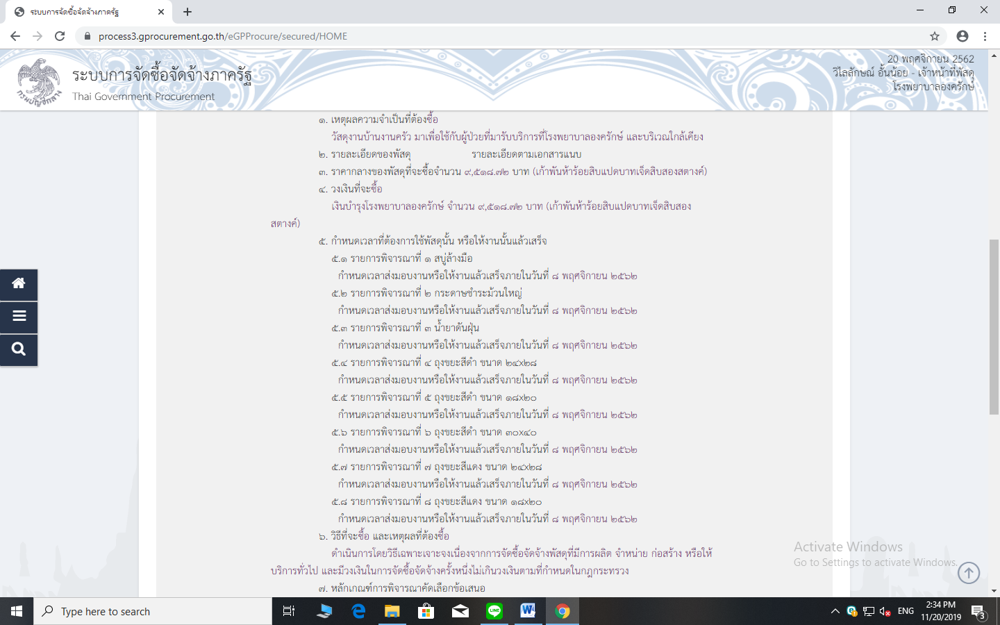 ระบบการจัดซื้อจัดจ้างภาครัฐ
process3.gprocurement.go.th/eGPProcure/secured/HOME
ระบบการจัดซื้อจัดจ้างภาครัฐ
Thai Government Procurement
กรมบัญชีกลาง
20 พฤศจิกายน 2562
วิไลลักษณ์ อั้นน้อย - เจ้าหน้าที่พัสดุ
โรงพยาบาลองครักษ์
๑. เหตุผลความจำเป็นที่ต้องซื้อ
วัสดุงานบ้านงานครัว มาเพื่อใช้กับผู้ป่วยที่มารับบริการที่โรงพยาบาลองครักษ์ และบริเวณใกล้เคียง
๒. รายละเอียดของพัสดุ รายละเอียดตามเอกสารแนบ
๓. ราคากลางของพัสดุที่จะซื้อจำนวน ๙,๕๑๘.๗๒ บาท (เก้าพันห้าร้อยสิบแปดบาทเจ็ดสิบสองสตางค์)
๔. วงเงินที่จะซื้อ
เงินบำรุงโรงพยาบาลองครักษ์ จำนวน ๙,๕๑๘.๗๒ บาท (เก้าพันห้าร้อยสิบแปดบาทเจ็ดสิบสอง
สตางค์)
๕. กำหนดเวลาที่ต้องการใช้พัสดุนั้น หรือให้งานนั้นแล้วเสร็จ
๕.๑ รายการพิจารณาที่ ๑ สบู่ล้างมือ
กำหนดเวลาส่งมอบงานหรือให้งานแล้วเสร็จภายในวันที่ ๘ พฤศจิกายน ๒๕๖๒
๕.๒ รายการพิจารณาที่ ๒ กระดาษชำระม้วนใหญ่
กำหนดเวลาส่งมอบงานหรือให้งานแล้วเสร็จภายในวันที่ ๘ พฤศจิกายน ๒๕๖๒
๕.๓ รายการพิจารณาที่ ๓ น้ำยาดันฝุ่น
กำหนดเวลาส่งมอบงานหรือให้งานแล้วเสร็จภายในวันที่ ๘ พฤศจิกายน ๒๕๖๒
๕.๔ รายการพิจารณาที่ ๔ ถุงขยะสีดำ ขนาด ๒๔x๒๘
กำหนดเวลาส่งมอบงานหรือให้งานแล้วเสร็จภายในวันที่ ๘ พฤศจิกายน ๒๕๖๒
๕.๕ รายการพิจารณาที่ ๕ ถุงขยะสีดำ ขนาด ๑๘x๒๐
กำหนดเวลาส่งมอบงานหรือให้งานแล้วเสร็จภายในวันที่ ๘ พฤศจิกายน ๒๕๖๒
๕.๖ รายการพิจารณาที่ ๖ ถุงขยะสีดำ ขนาด ๓๐x๔๐
กำหนดเวลาส่งมอบงานหรือให้งานแล้วเสร็จภายในวันที่ ๘ พฤศจิกายน ๒๕๖๒
๕.๗ รายการพิจารณาที่ ๗ ถุงขยะสีแดง ขนาด ๒๔x๒๘
กำหนดเวลาส่งมอบงานหรือให้งานแล้วเสร็จภายในวันที่ ๘ พฤศจิกายน ๒๕๖๒
๕.๘ รายการพิจารณาที่ ๘ ถุงขยะสีแดง ขนาด ๑๘x๒๐
กำหนดเวลาส่งมอบงานหรือให้งานแล้วเสร็จภายในวันที่ ๘ พฤศจิกายน ๒๕๖๒
๖. วิธีที่จะซื้อ และเหตุผลที่ต้องซื้อ
ดำเนินการโดยวิธีเฉพาะเจาะจงเนื่องจากการจัดซื้อจัดจ้างพัสดุที่มีการผลิต จำหน่าย ก่อสร้าง หรือให้
บริการทั่วไป และมีวงเงินในการจัดซื้อจัดจ้างครั้งหนึ่งไม่เกินวงเงินตามที่กำหนดในกฎกระทรวง
๗. หลักเกณฑ์การพิจารณาคัดเลือกข้อเสนอ
Activate Windows
Go to Settings to activate Windows.
Type here to search
LINE
ENG
2:34 PM
11/20/2019
3